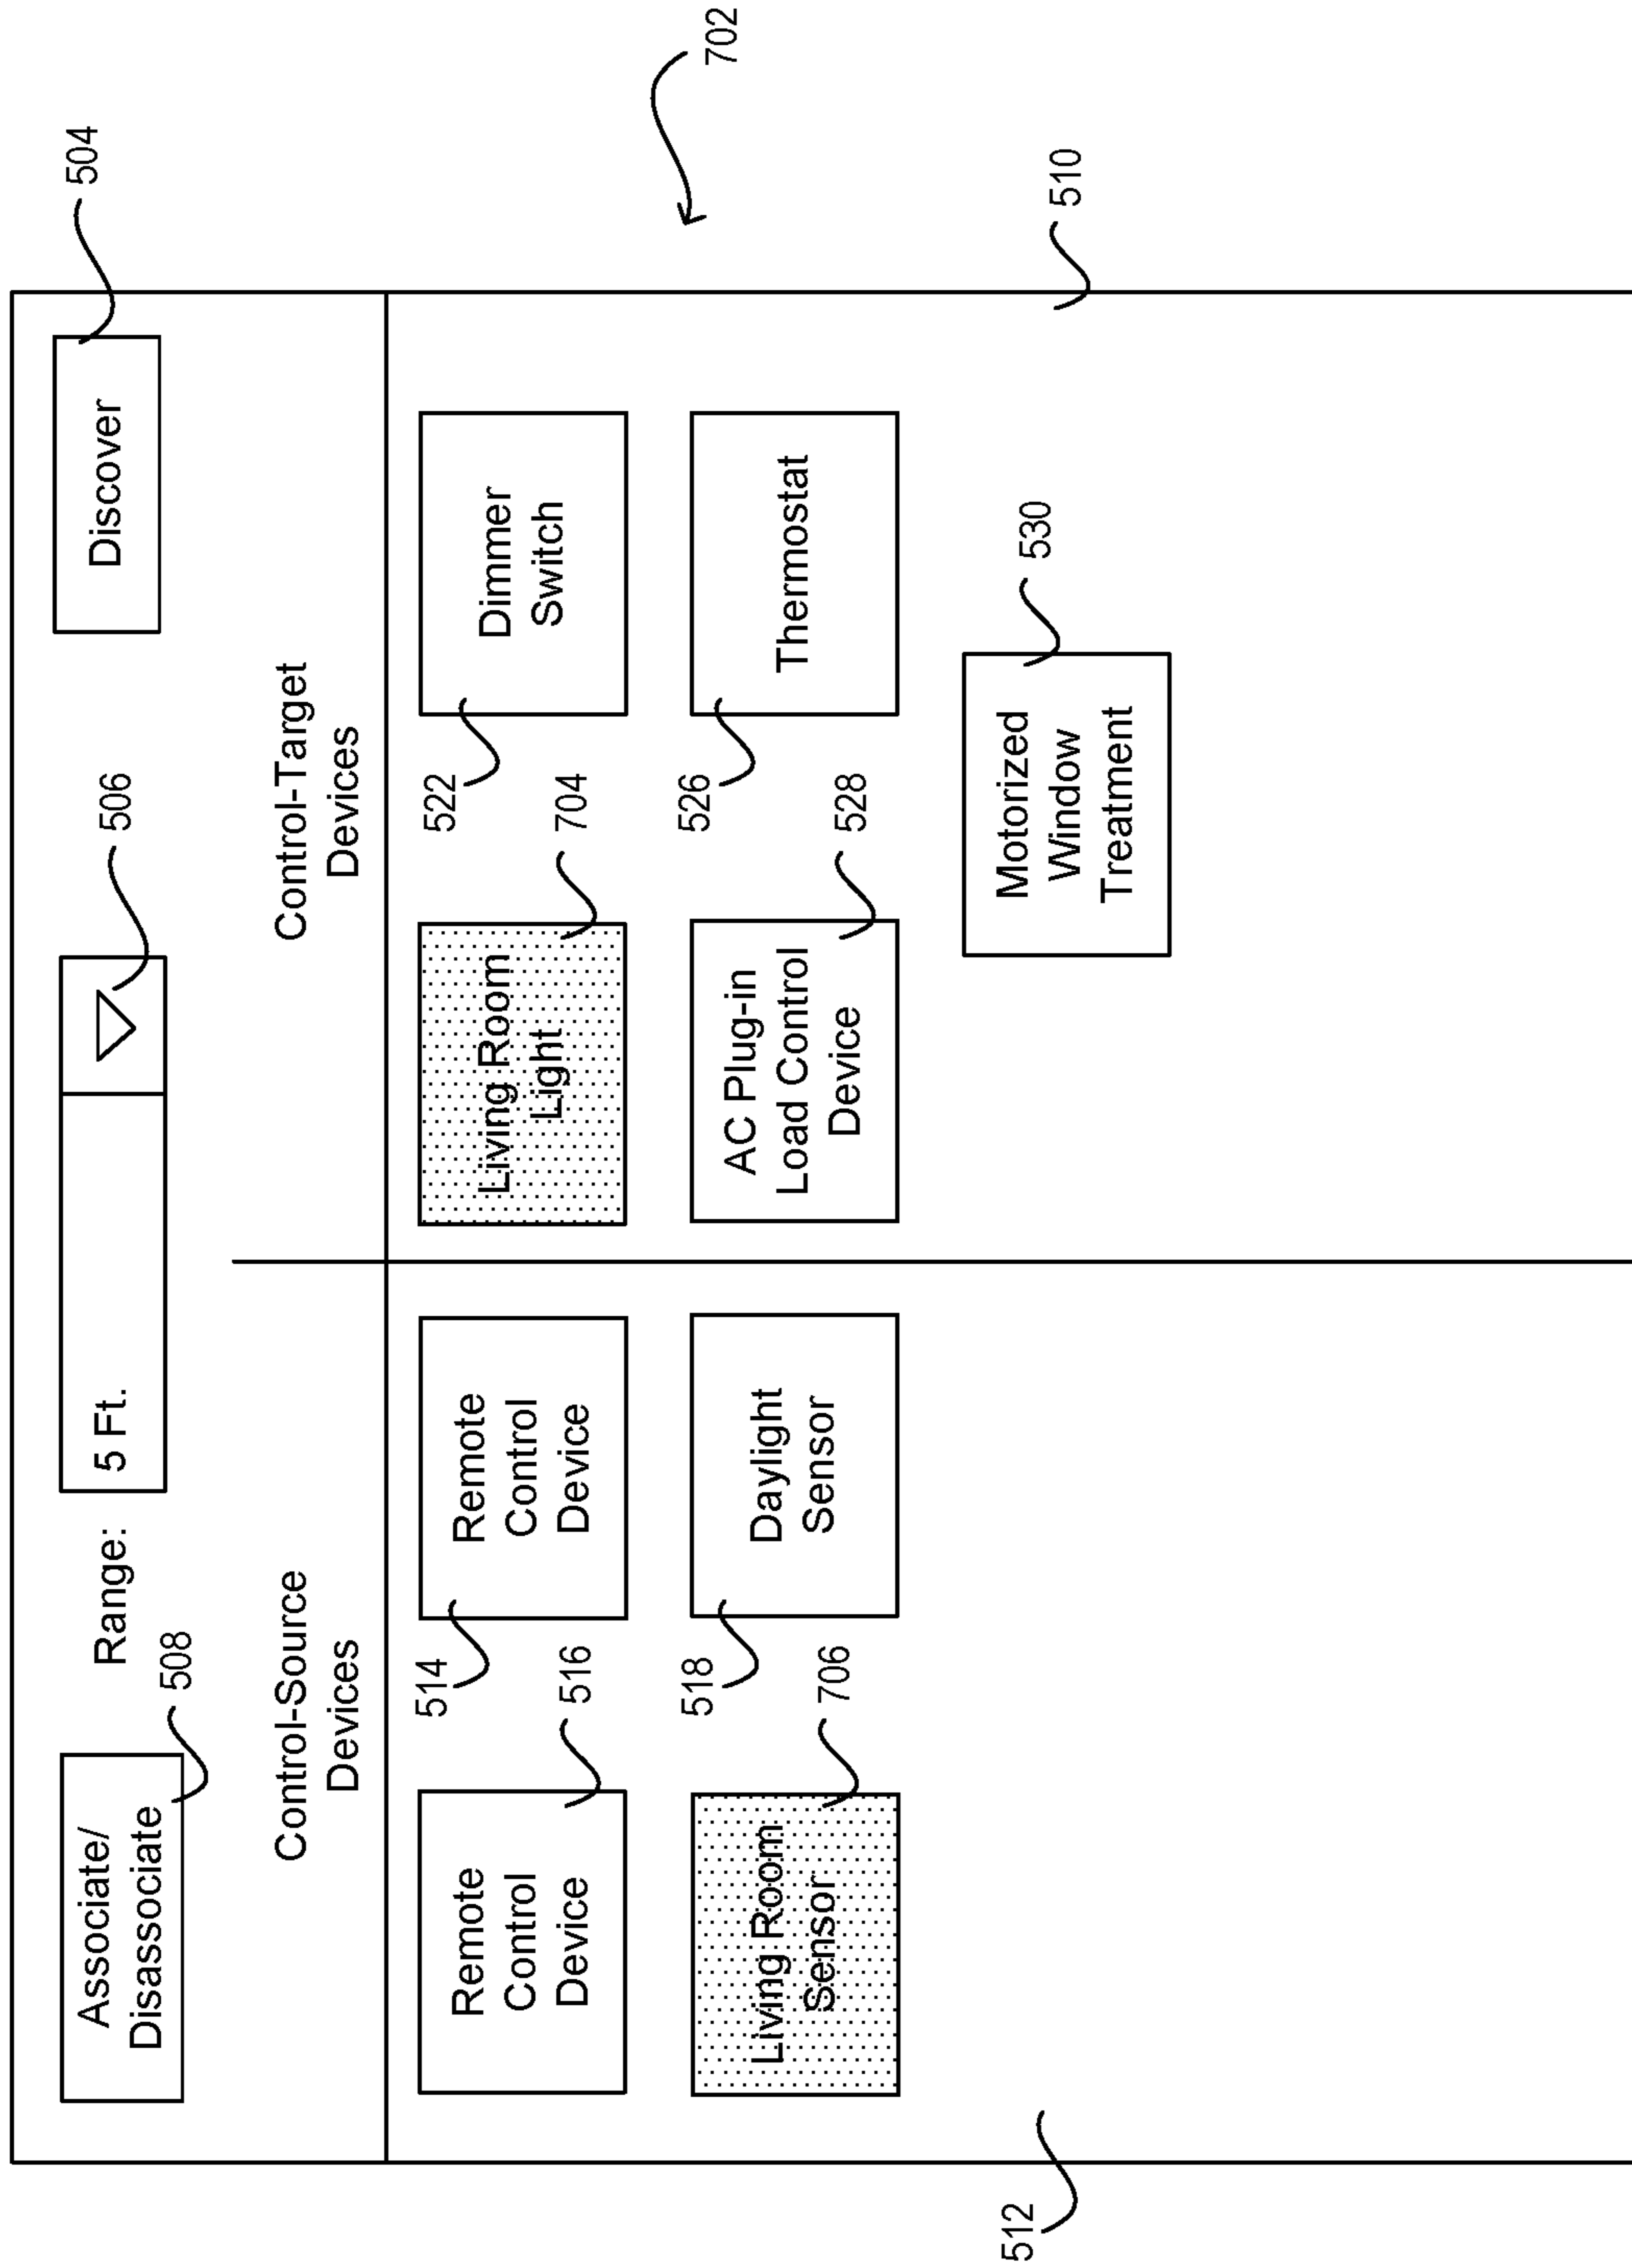 Associate/
Disassociate
508
Range:
5 Ft.
506
Discover
504
Control-Source
Devices
Control-Target
Devices
702
Remote
Control
Device
516
514
Remote
Control
Device
Living Room
Light
704
522
Dimmer
Switch
Living Room
Sensor
706
518
Daylight
Sensor
AC Plug-in
Load Control
Device
528
526
Thermostat
Motorized
Window
Treatment
530
512
510